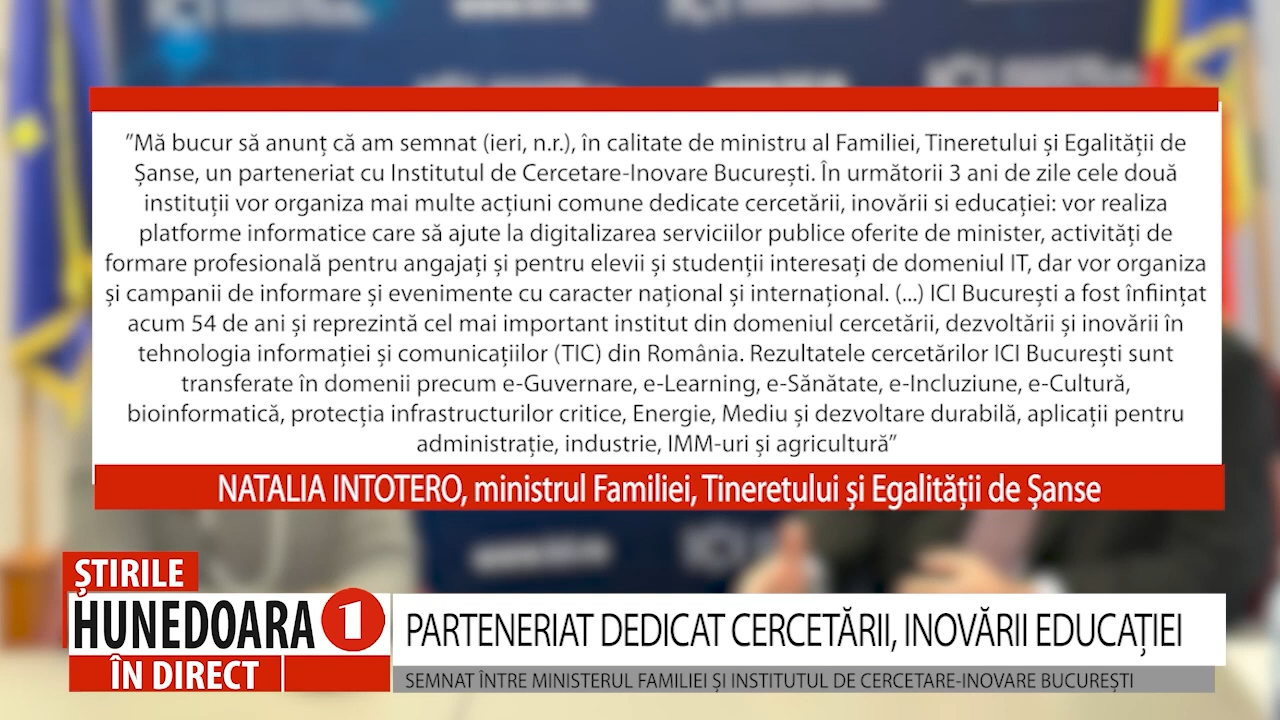 ”Mă bucur să anunț că am semnat (ieri, n.r.), în calitate de ministru al Familiei, Tineretului și Egalității de
Șanse, un parteneriat cu Institutul de Cercetare-Inovare București. În următorii 3 ani de zile cele două
instituții vor organiza mai multe acțiuni comune dedicate cercetării, inovării si educației: vor realiza
platforme informatice care să ajute la digitalizarea serviciilor publice oferite de minister, activități de
formare profesională pentru angajați și pentru elevii și studenții interesați de domeniul IT, dar vor organiza
și campanii de informare și evenimente cu caracter național și internațional. (...) ICI București a fost înființat
acum 54 de ani și reprezintă cel mai important institut din domeniul cercetării, dezvoltării și inovării în
tehnologia informației și comunicațiilor (TIC) din România. Rezultatele cercetărilor ICI București sunt
transferate în domenii precum e-Guvernare, e-Learning, e-Sănătate, e-Incluziune, e-Cultură,
bioinformatică, protecția infrastructurilor critice, Energie, Mediu și dezvoltare durabilă, aplicații pentru
administrație, industrie, IMM-uri și agricultură”
NATALIA INTOTERO, ministrul Familiei, Tineretului și Egalității de Șanse
ȘTIRILE
HUNEDOARA 1
ÎN DIRECT
PARTENERIAT DEDICAT CERCETĂRII, INOVĂRII EDUCAȚIEI
SEMNAT ÎNTRE MINISTERUL FAMILIEI ȘI INSTITUTUL DE CERCETARE-INOVARE BUCUREȘTI